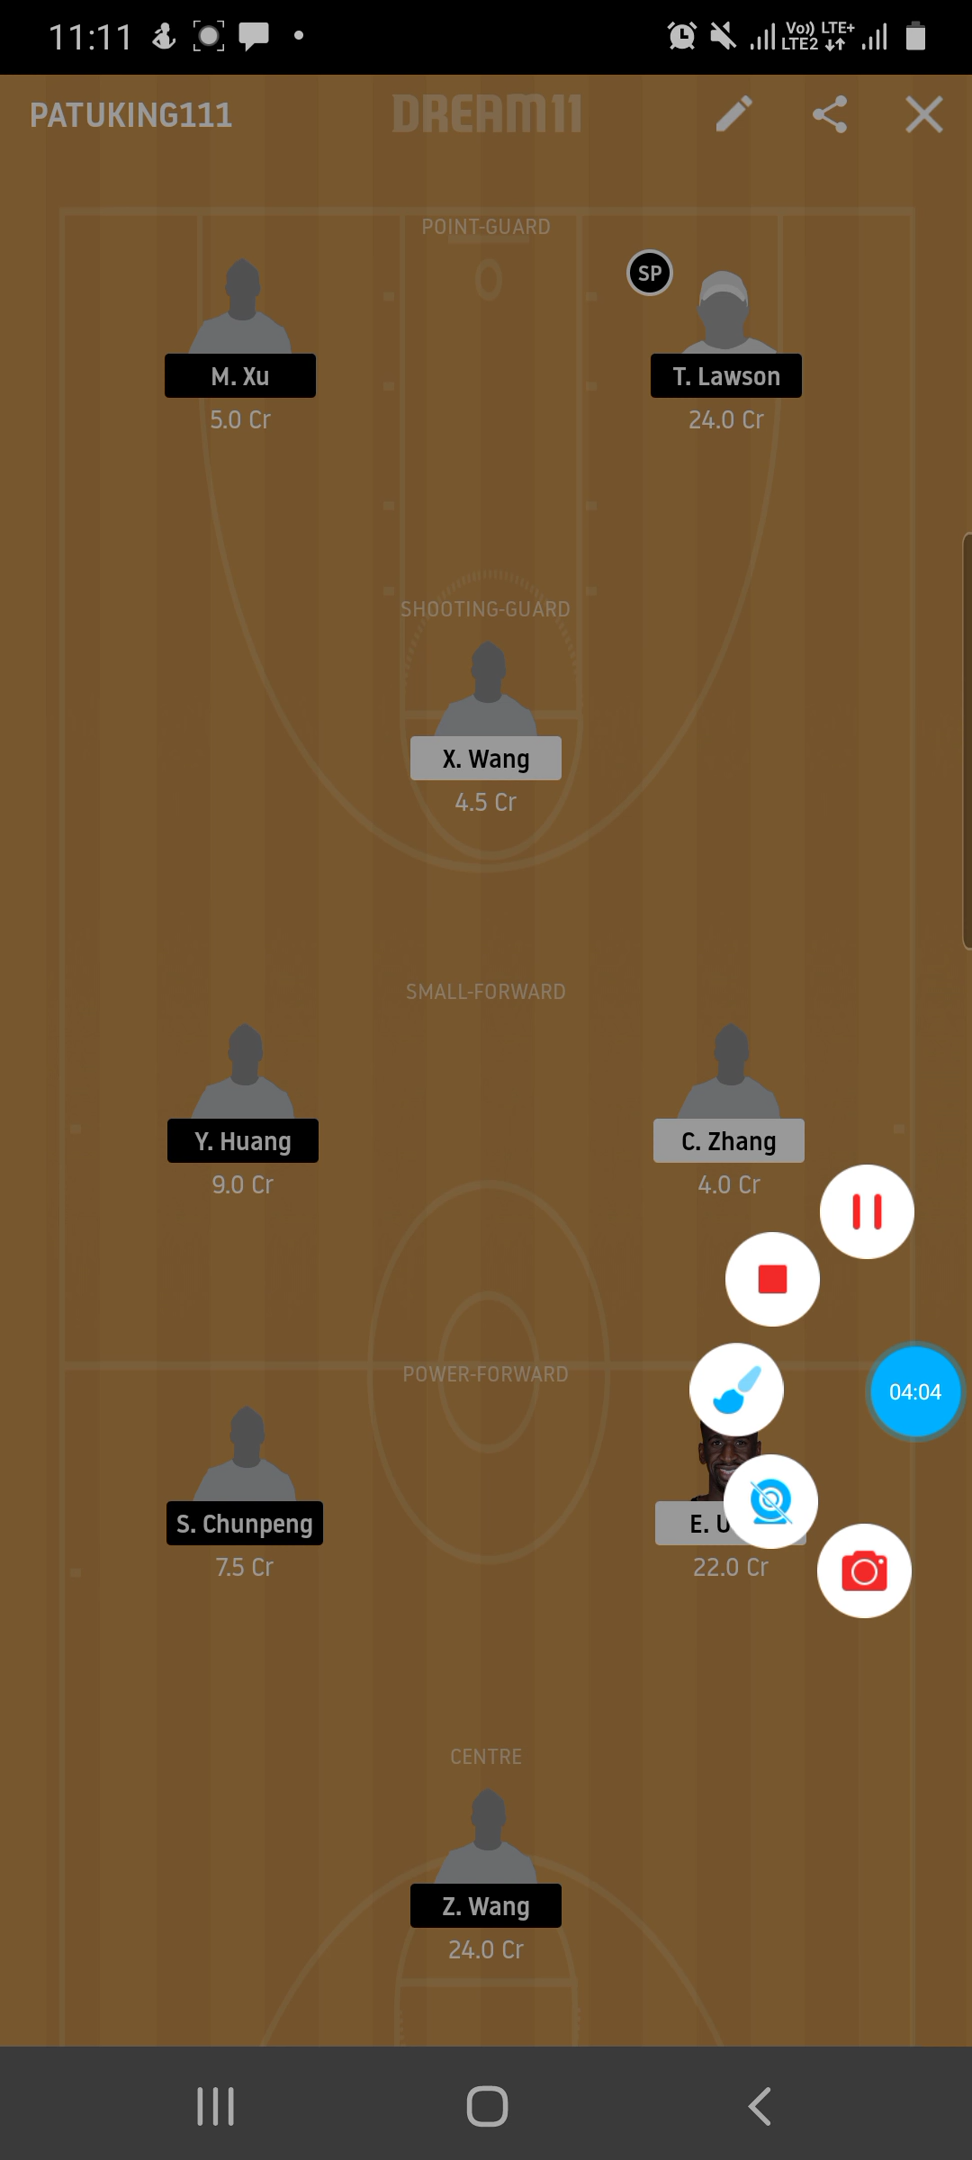 11:11
Vo)) LTE+
LTE2
PATUKING111
DREAM11
POINT-GUARD
SP
M. Xu
T. Lawson
5.0 Cr
24.0 Cr
SHOOTING-GUARD
X. Wang
4.5 Cr
SMALL-FORWARD
Y. Huang
C. Zhang
9.0 Cr
4.0 Cr
POWER-FORWARD
04:04
S. Chunpeng
E.
7.5 Cr
22.0 Cr
CENTRE
Z. Wang
24.0 Cr